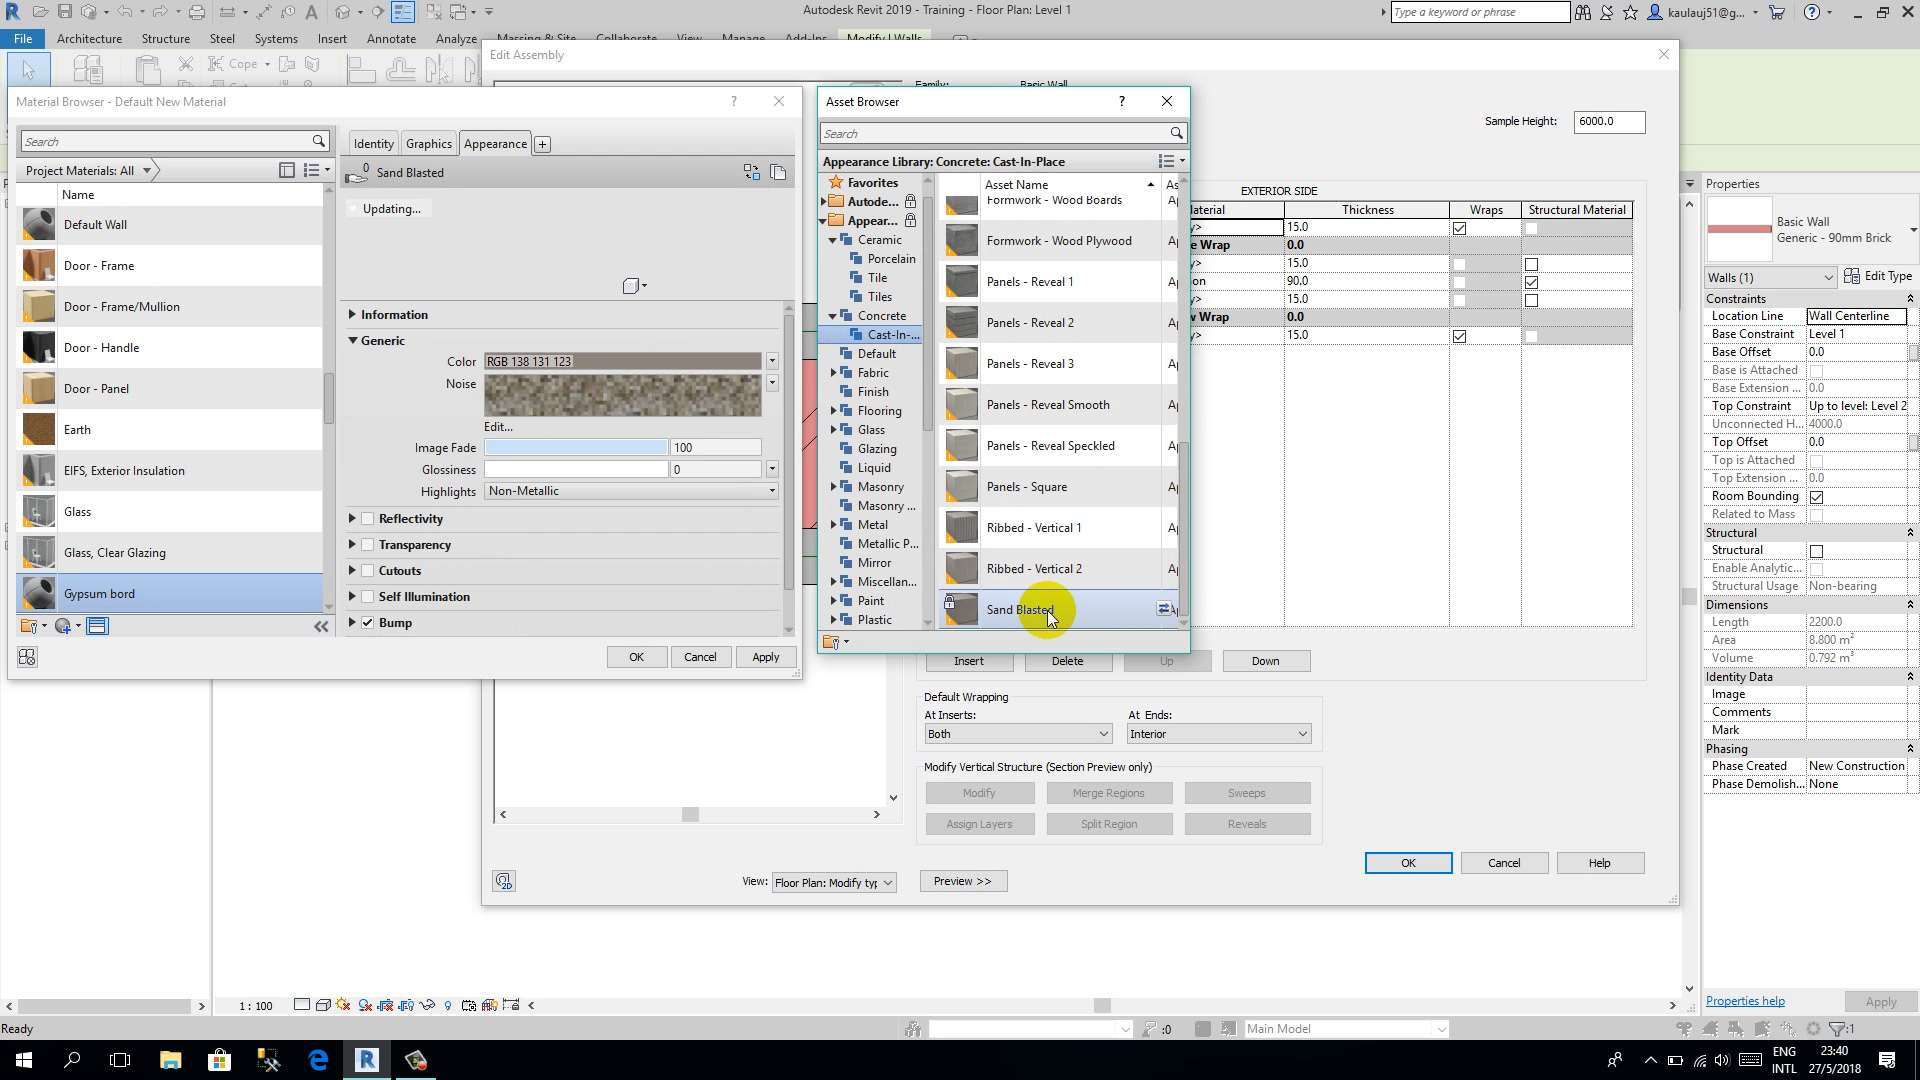 Autodesk Revit 2019 - Training - Floor Plan: Level 1
Type a keyword or phrase
kaulauj51@g...
File Architecture Structure Steel Systems Insert Annotate Analyze Massing & Site Collaborate View Manage Add-Ins Modify | Walls
Cope
Edit Assembly
Family: Basic Wall
Sample Height: 6000.0
Material Browser - Default New Material
Search
Project Materials: All
Name
Default Wall
Door - Frame
Door - Frame/Mullion
Door - Handle
Door - Panel
Earth
EIFS, Exterior Insulation
Glass
Glass, Clear Glazing
Gypsum bord
Identity Graphics Appearance
0
Sand Blasted
Updating...
Information
Generic
Color RGB 138 131 123
Noise
Edit...
Image Fade 100
Glossiness 0
Highlights Non-Metallic
Reflectivity
Transparency
Cutouts
Self Illumination
Bump
OK Cancel Apply
Asset Browser
Search
Appearance Library: Concrete: Cast-In-Place
Favorites
Autode...
Appear...
Ceramic
Porcelain
Tile
Tiles
Concrete
Cast-In-...
Default
Fabric
Finish
Flooring
Glass
Glazing
Liquid
Masonry
Masonry ...
Metal
Metallic P...
Mirror
Miscellan...
Paint
Plastic
Asset Name As
Formwork - Wood Boards
Formwork - Wood Plywood
Panels - Reveal 1
Panels - Reveal 2
Panels - Reveal 3
Panels - Reveal Smooth
Panels - Reveal Speckled
Panels - Square
Ribbed - Vertical 1
Ribbed - Vertical 2
Sand Blasted
EXTERIOR SIDE
aterial Thickness Wraps Structural Material
y> 15.0
e Wrap 0.0
y> 15.0
on 90.0
y> 15.0
w Wrap 0.0
y> 15.0
Insert Delete Up Down
Default Wrapping
At Inserts: At Ends:
Both Interior
Modify Vertical Structure (Section Preview only)
Modify Merge Regions Sweeps
Assign Layers Split Region Reveals
OK Cancel Help
View: Floor Plan: Modify typ Preview >>
Properties
Basic Wall
Generic - 90mm Brick
Walls (1) Edit Type
Constraints
Location Line Wall Centerline
Base Constraint Level 1
Base Offset 0.0
Base is Attached
Base Extension ... 0.0
Top Constraint Up to level: Level 2
Unconnected H... 4000.0
Top Offset 0.0
Top is Attached
Top Extension ... 0.0
Room Bounding
Related to Mass
Structural
Structural
Enable Analytic...
Structural Usage Non-bearing
Dimensions
Length 2200.0
Area 8.800 m²
Volume 0.792 m³
Identity Data
Image
Comments
Mark
Phasing
Phase Created New Construction
Phase Demolish... None
Properties help Apply
1 : 100
Ready
:0
Main Model
:1
ENG
INTL
23:40
27/5/2018